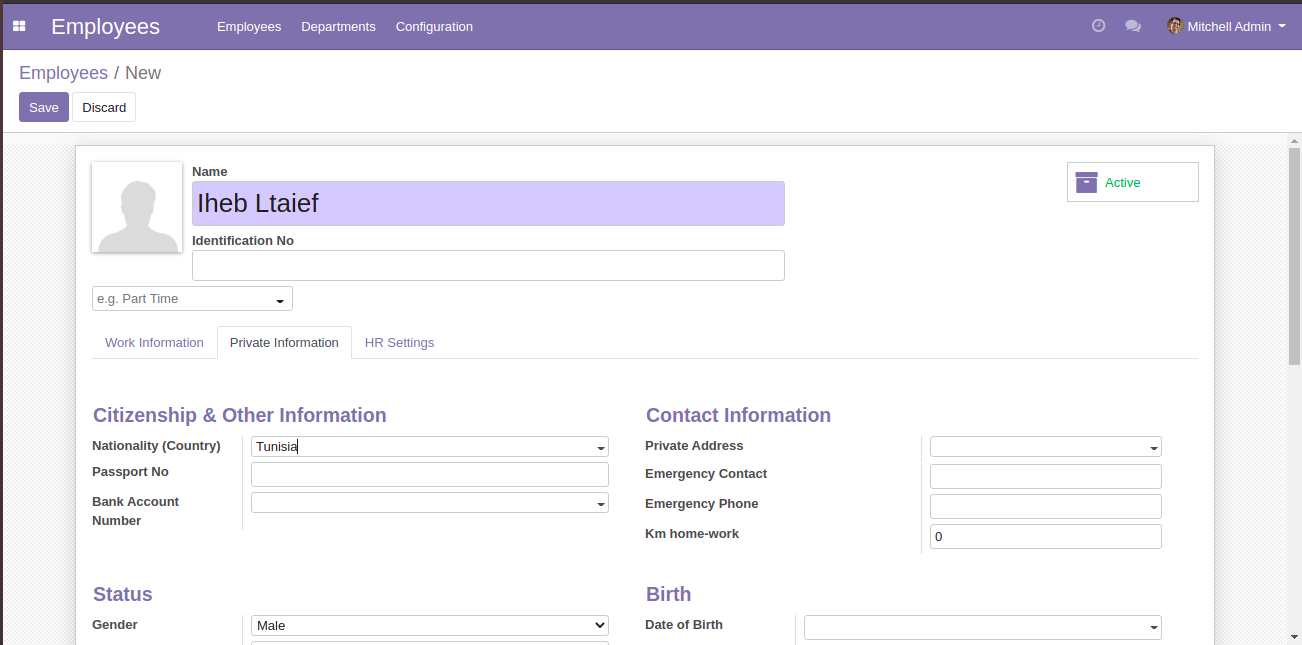 Employees Employees Departments Configuration Mitchell Admin
Employees / New
Save Discard
Name
Iheb Ltaief
Active
Identification No
e.g. Part Time
Work Information Private Information HR Settings
Citizenship & Other Information
Nationality (Country) Tunisia
Passport No
Bank Account
Number
Contact Information
Private Address
Emergency Contact
Emergency Phone
Km home-work 0
Status
Gender Male
Birth
Date of Birth